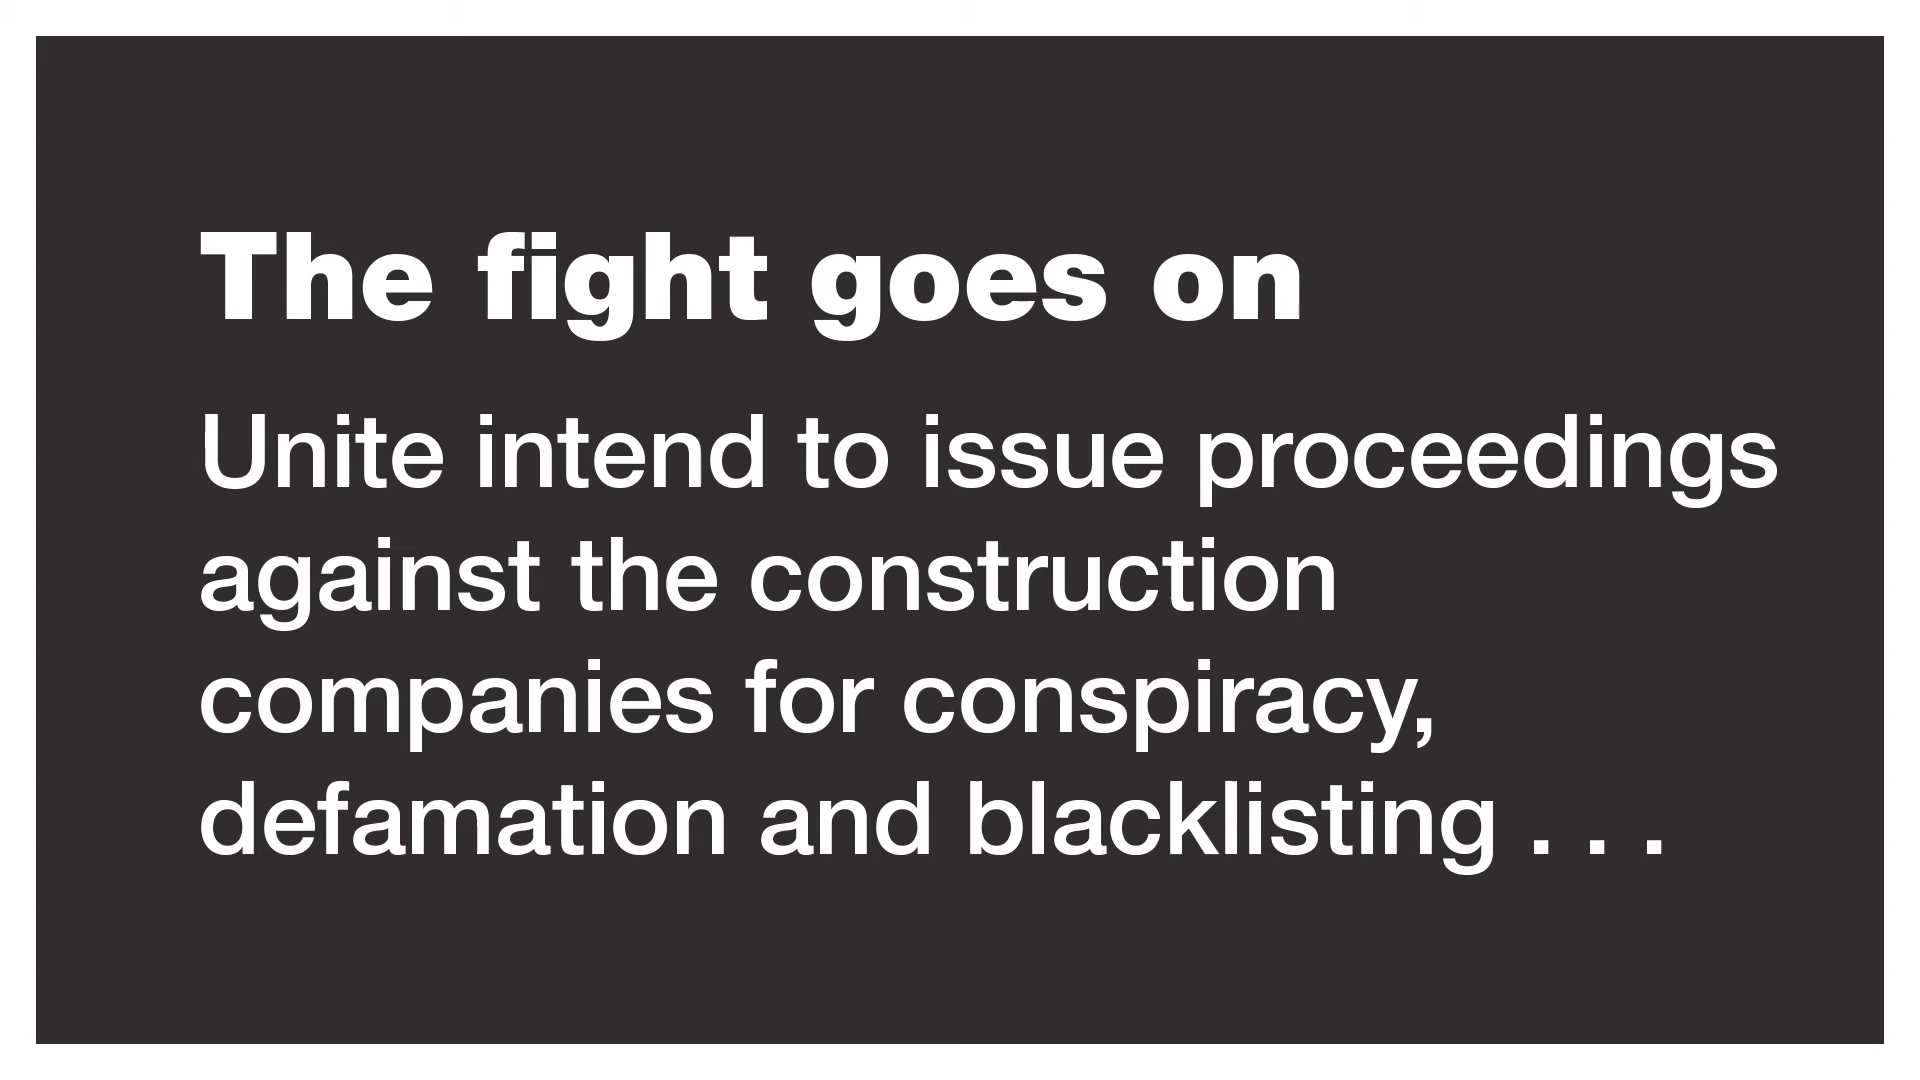 The fight goes on
Unite intend to issue proceedings
against the construction
companies for conspiracy,
defamation and blacklisting . . .